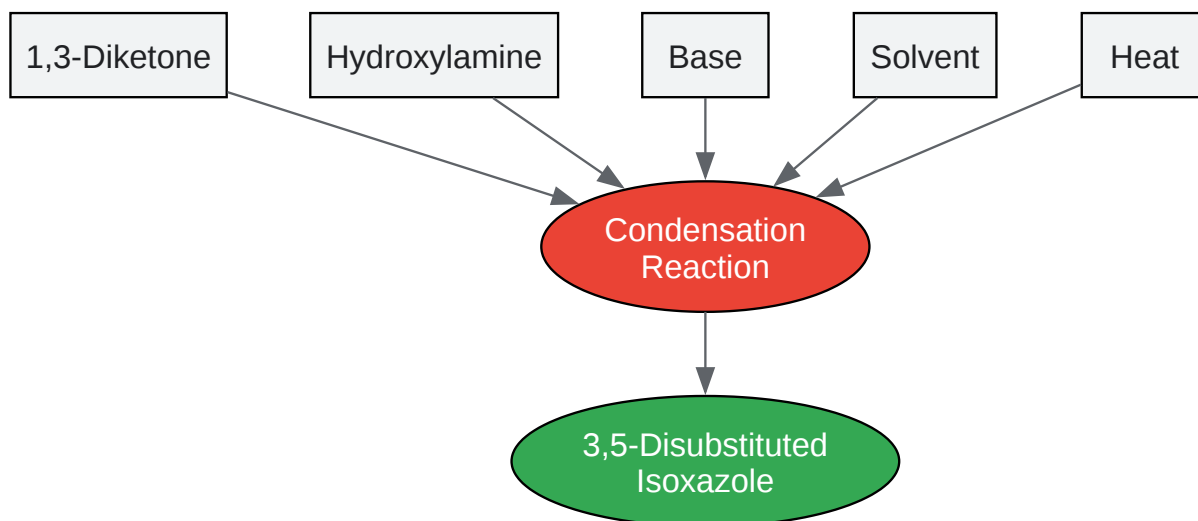 1,3-Diketone
Hydroxylamine
Base
Solvent
Heat
Condensation
Reaction
3,5-Disubstituted
Isoxazole